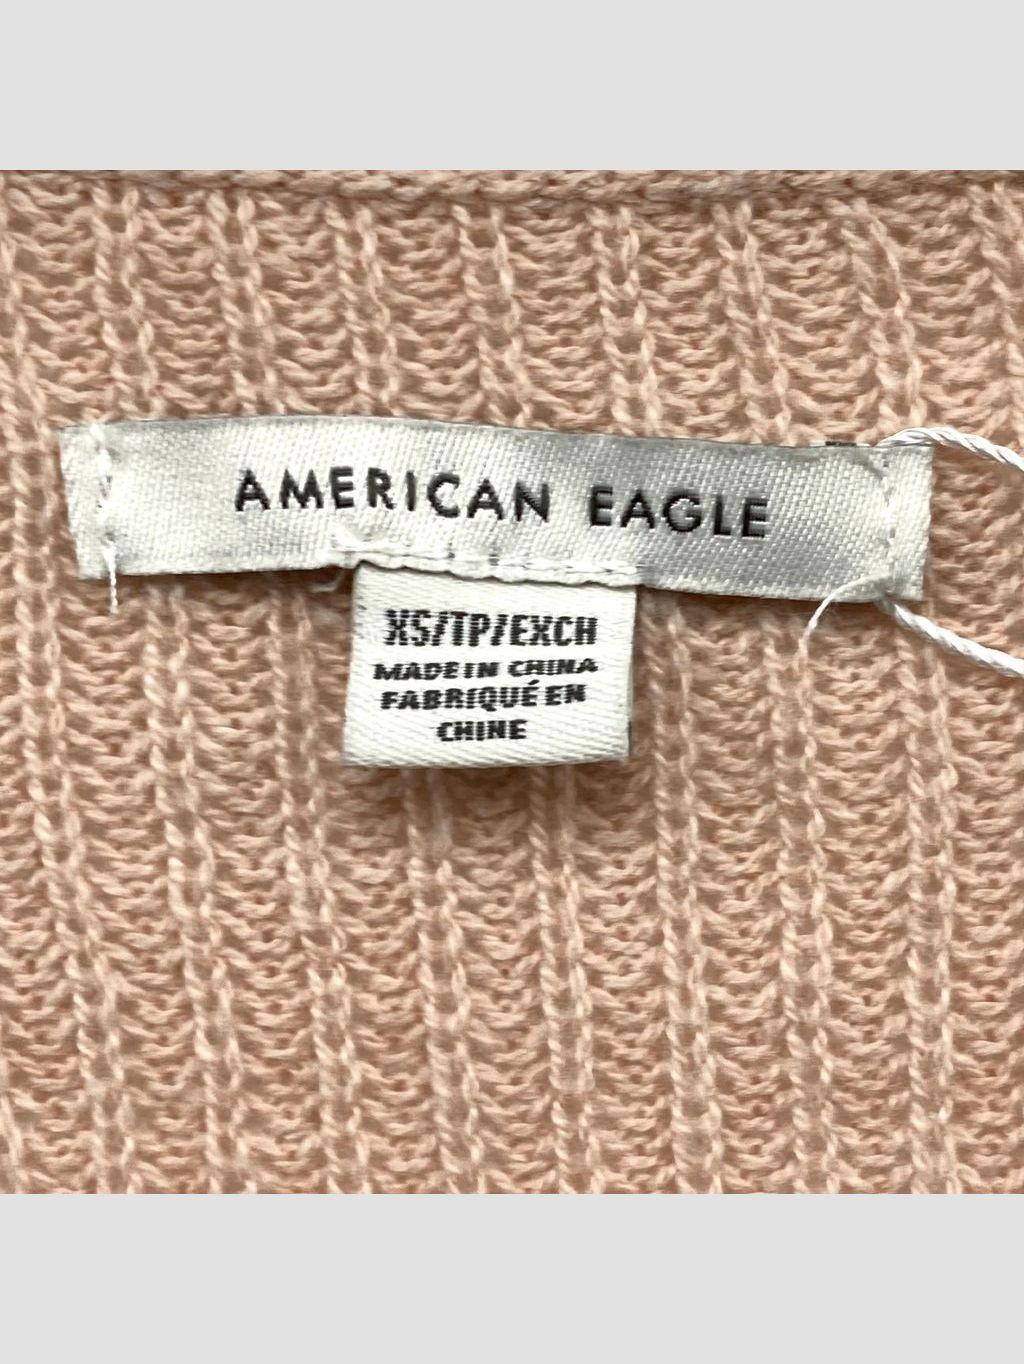 AMERICAN EAGLE
XS/TP/EXCH
MADE IN CHINA
FABRIQUÉ EN
CHINE